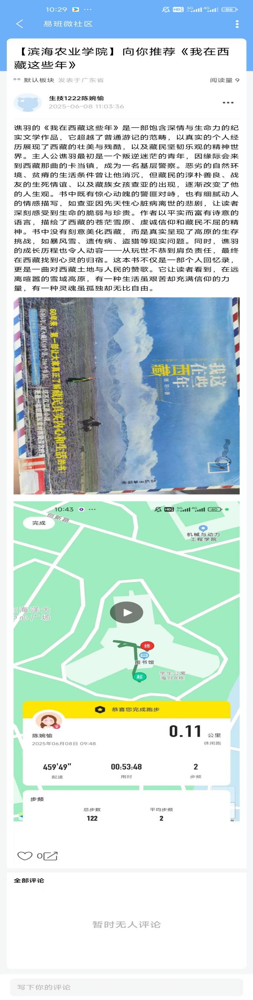 10:29 ··· HD 5G 4G 86
易班微社区
【滨海农业学院】向你推荐《我在西
藏这些年》
默认板块 发表于广东省 阅读量 9
生技1222陈婉愉
2025-06-08 11:03:36
谯羽的《我在西藏这些年》是一部饱含深情与生命力的纪
实文学作品，它超越了普通游记的范畴，以真实的个人经
历展现了西藏的壮美与残酷，以及藏民坚韧乐观的精神世
界。主人公谯羽最初是一个叛逆迷茫的青年，因缘际会来
到西藏那曲的卡当镇，成为一名基层警察。恶劣的自然环
境、贫瘠的生活条件曾让他消沉，但藏民的淳朴善良、战
友的生死情谊、以及藏族女孩查亚的出现，逐渐改变了他
的人生观。书中既有惊心动魄的警匪对峙，也有细腻动人
的情感描写，如查亚因先天性心脏病离世的悲剧，让读者
深刻感受到生命的脆弱与珍贵。作者以平实而富有诗意的
语言，描绘了西藏的苍茫雪原、虔诚信仰和藏民不屈的精
神。书中没有刻意美化西藏，而是真实呈现了高原的生存
挑战，如暴风雪、遗传病、盗猎等现实问题。同时，谯羽
的成长历程也令人动容——从玩世不恭到肩负责任，最终
在西藏找到心灵的归宿。这本书不仅是一部个人回忆录，
更是一曲对西藏土地与人民的赞歌。它让读者看到，在远
离喧嚣的雪域高原，有一种生活虽艰苦却充满信仰的力
量，有一种灵魂虽孤独却无比自由。
我在西藏
这些年
谯羽◎著
60年来，第一部让大家真正了解藏民真实内心和生活的书！
朝华出版社
10:43 ··· HD 5G 4G 60
创新路
完成
机械与动力
工程学院
海洋大
心广场
终
图书馆
起
学生公寓
海月B栋
恭喜您完成跑步
陈婉愉
2025年06月08日 09:48
0.11 公里
休闲跑
459'49" 00:53:48 2
配速 用时 步频
步频
总步数 平均步频
122 2
0
全部评论
暂时无人评论
写下你的评论